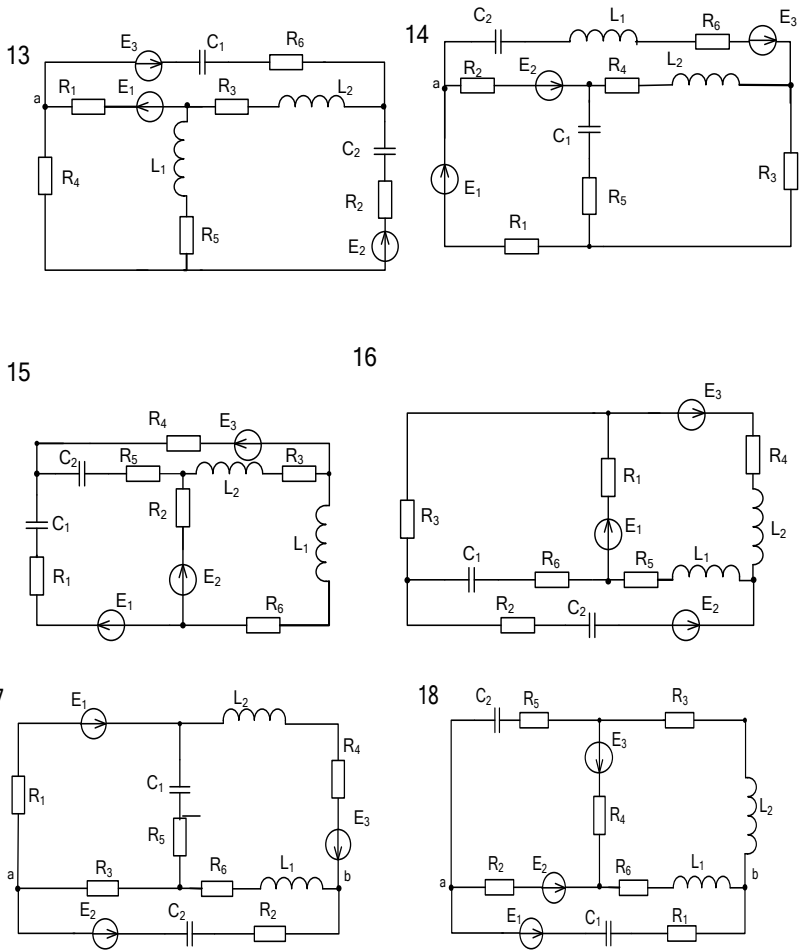 13
E₃ C₁ R₆
a R₁ E₁ R₃ L₂
R₄ L₁ C₂
R₂
R₅ E₂
14
C₂ L₁ R₆ E₃
a R₂ E₂ R₄ L₂
C₁
E₁ R₅ R₃
R₁
15
R₄ E₃
C₂ R₅ L₂ R₃
C₁ R₂ L₁
R₁ E₂
E₁ R₆
16
E₃
R₁ R₄
R₃ E₁ L₂
C₁ R₆ R₅ L₁
R₂ C₂ E₂
E₁ L₂
R₁ C₁ R₄
R₅ E₃
a R₃ R₆ L₁ b
E₂ C₂ R₂
18
C₂ R₅ R₃
E₃
R₄ L₂
a R₂ E₂ R₆ L₁ b
E₁ C₁ R₁